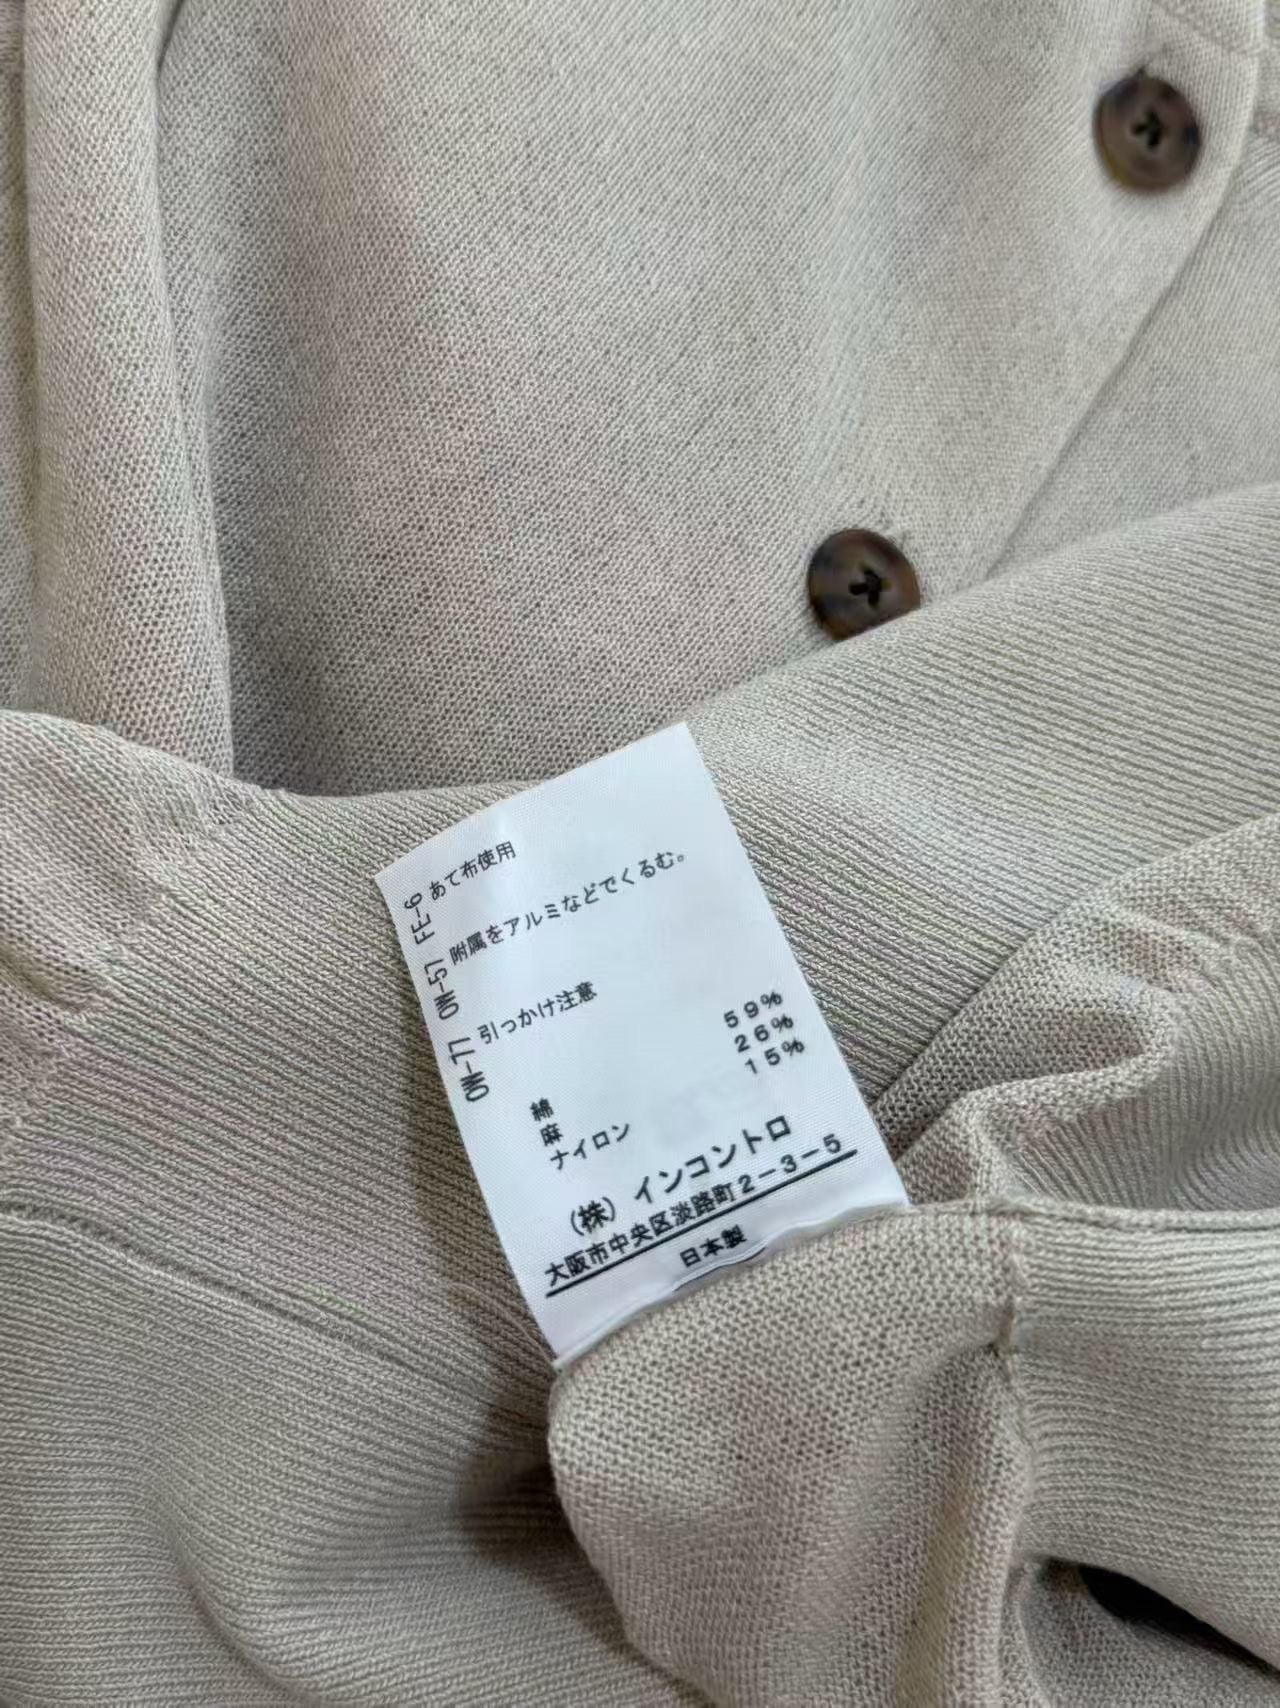 FE-6 あて布使用
OM-57 附属をアルミなどでくるむ。
OM-77 引っかけ注意
綿 59%
麻 26%
ナイロン 15%
(株) インコントロ
大阪市中央区淡路町2-3-5
日本製